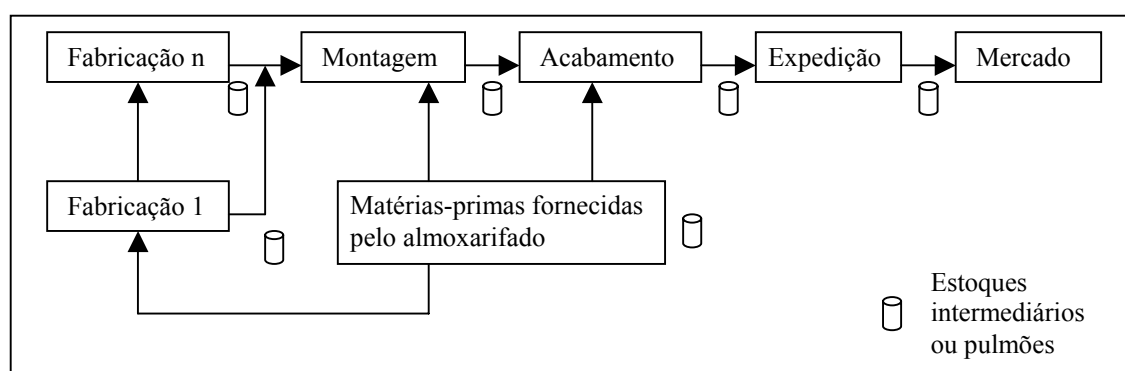 Fabricação n
Montagem
Acabamento
Expedição
Mercado
Fabricação 1
Matérias-primas fornecidas
pelo almoxarifado
Estoques
intermediários
ou pulmões